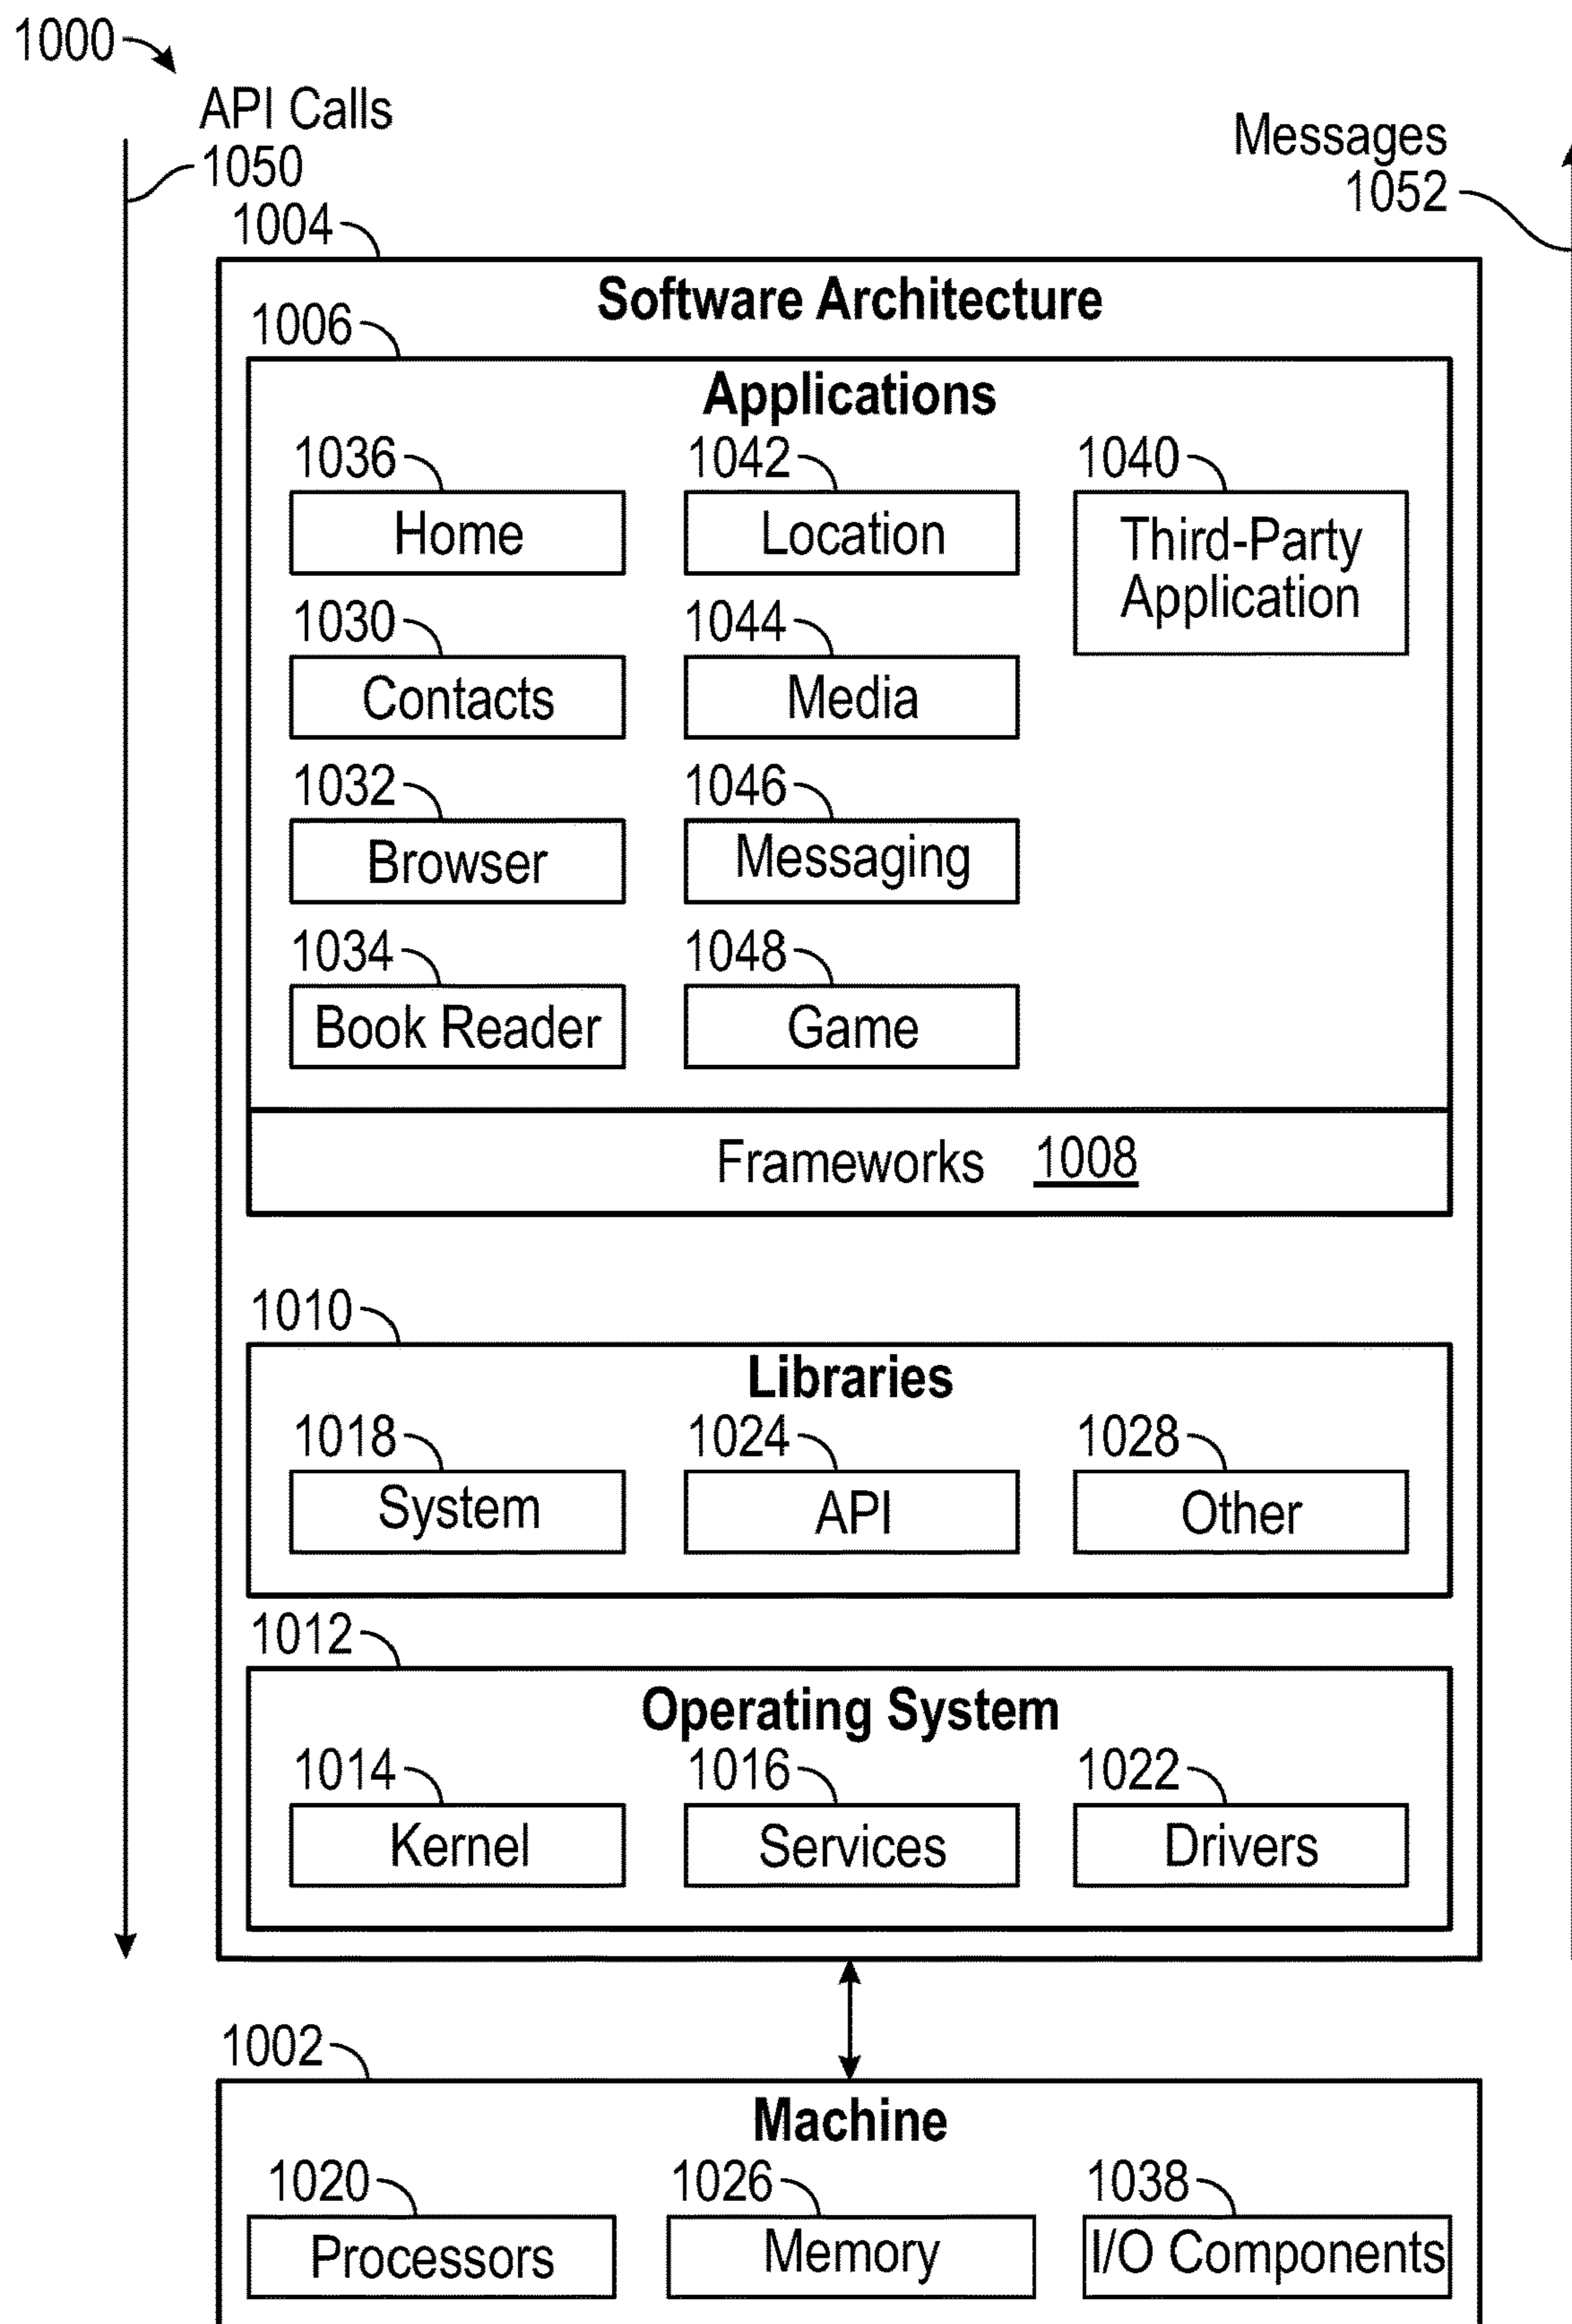 1000
API Calls
1050
Messages
1052
1004
Software Architecture
1006
Applications
1036
1042
1040
Home
Location
Third-Party
Application
1030
1044
Contacts
Media
1032
1046
Browser
Messaging
1034
1048
Book Reader
Game
Frameworks 1008
1010
Libraries
1018
1024
1028
System
API
Other
1012
Operating System
1014
1016
1022
Kernel
Services
Drivers
1002
Machine
1020
1026
1038
Processors
Memory
I/O Components